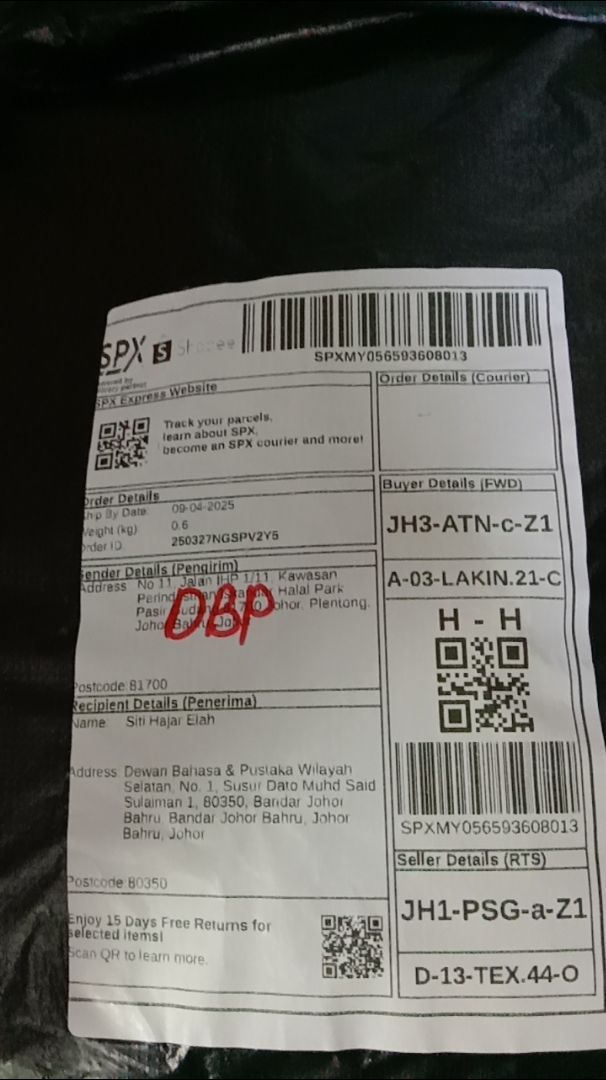 SPX S Shopee
SPXMY056593608013
SPX Express Website
Track your parcels,
learn about SPX,
become an SPX courier and more!
Order Details
Ship By Date: 09-04-2025
Weight (kg) 0.6
Order ID 250327NGSPV2Y5
Sender Details (Pengirim)
Address No 11, Jalan IHP 1/11, Kawasan
Halal Park
Pasir Johor, Plentong,
Johor
DBP
Postcode 81700
Recipient Details (Penerima)
Name: Siti Hajar Elah
Address: Dewan Bahasa & Pustaka Wilayah
Selatan, No. 1, Susur Dato Muhd Said
Sulaiman 1, 80350, Bandar Johor
Bahru, Bandar Johor Bahru, Johor
Bahru, Johor
Postcode 80350
Enjoy 15 Days Free Returns for
selected items!
Scan QR to learn more.
Order Details (Courier)
Buyer Details (FWD)
JH3-ATN-c-Z1
A-03-LAKIN.21-C
H - H
SPXMY056593608013
Seller Details (RTS)
JH1-PSG-a-Z1
D-13-TEX.44-O